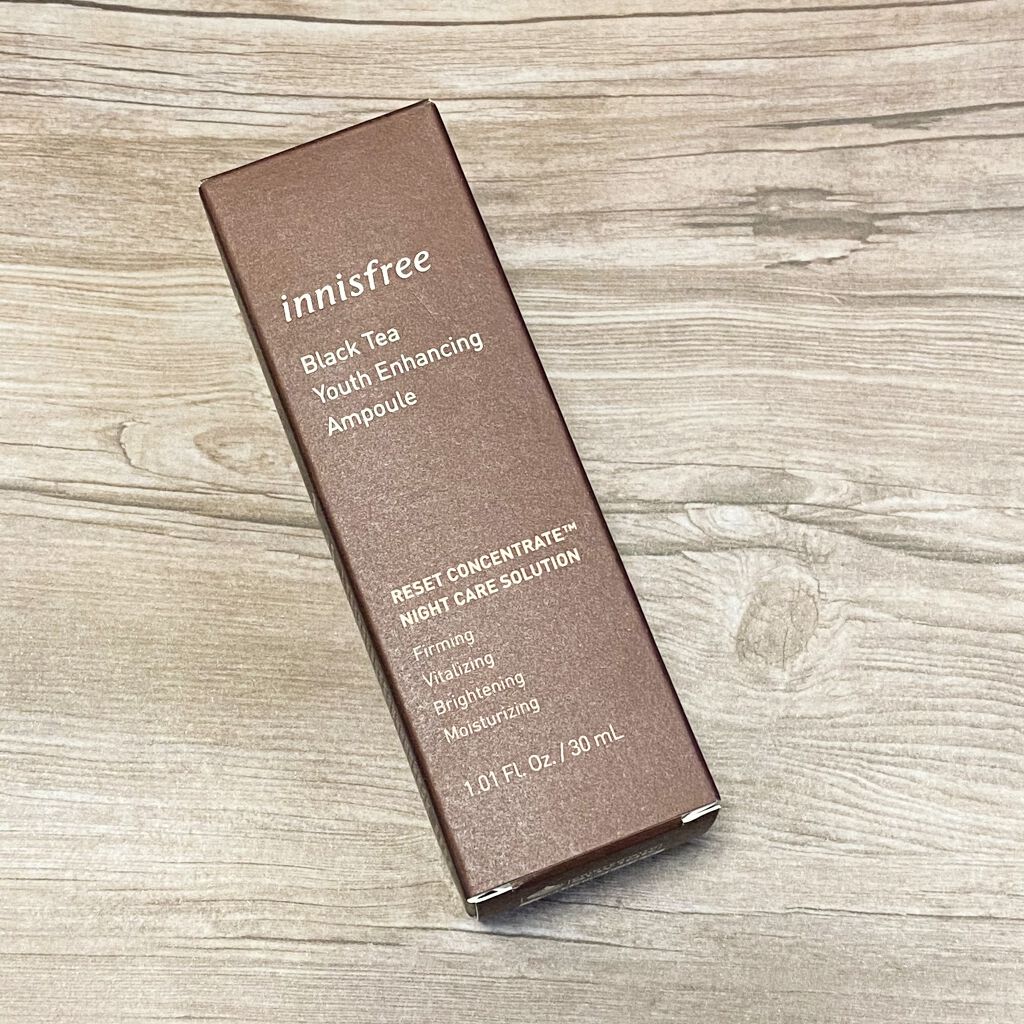 innisfree
Black Tea
Youth Enhancing
Ampoule
RESET CONCENTRATE™
NIGHT CARE SOLUTION
Firming
Vitalizing
Brightening
Moisturizing
1.01 Fl. Oz. / 30 mL